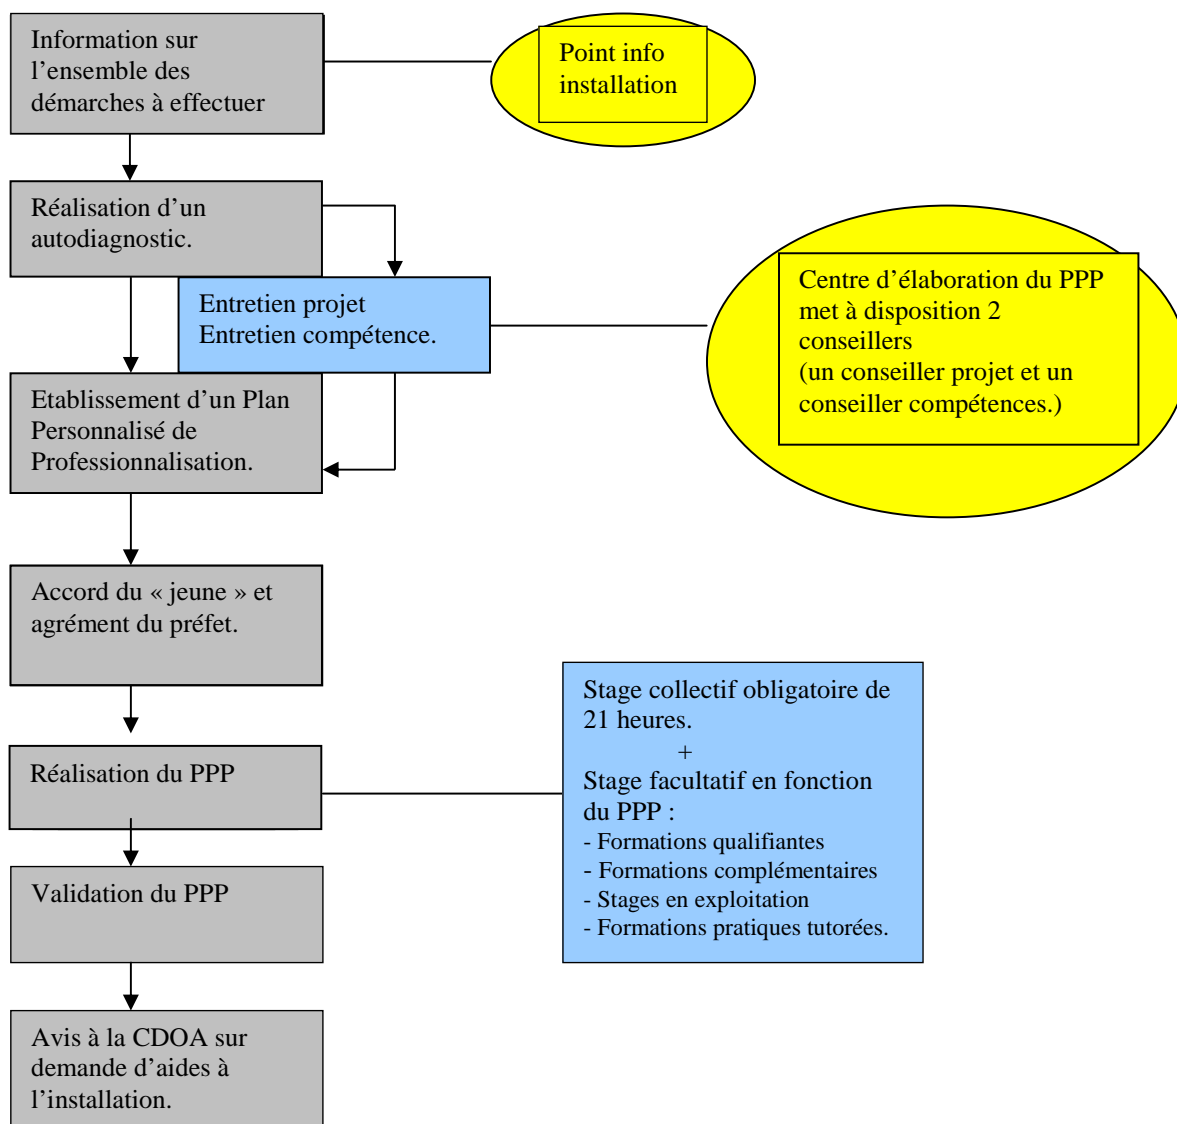 Information sur
l’ensemble des
démarches à effectuer
Point info
installation
Réalisation d’un
autodiagnostic.
Entretien projet
Entretien compétence.
Centre d’élaboration du PPP
met à disposition 2
conseillers
(un conseiller projet et un
conseiller compétences.)
Etablissement d’un Plan
Personnalisé de
Professionnalisation.
Accord du « jeune » et
agrément du préfet.
Réalisation du PPP
Stage collectif obligatoire de
21 heures.
+
Stage facultatif en fonction
du PPP :
- Formations qualifiantes
- Formations complémentaires
- Stages en exploitation
- Formations pratiques tutorées.
Validation du PPP
Avis à la CDOA sur
demande d’aides à
l’installation.